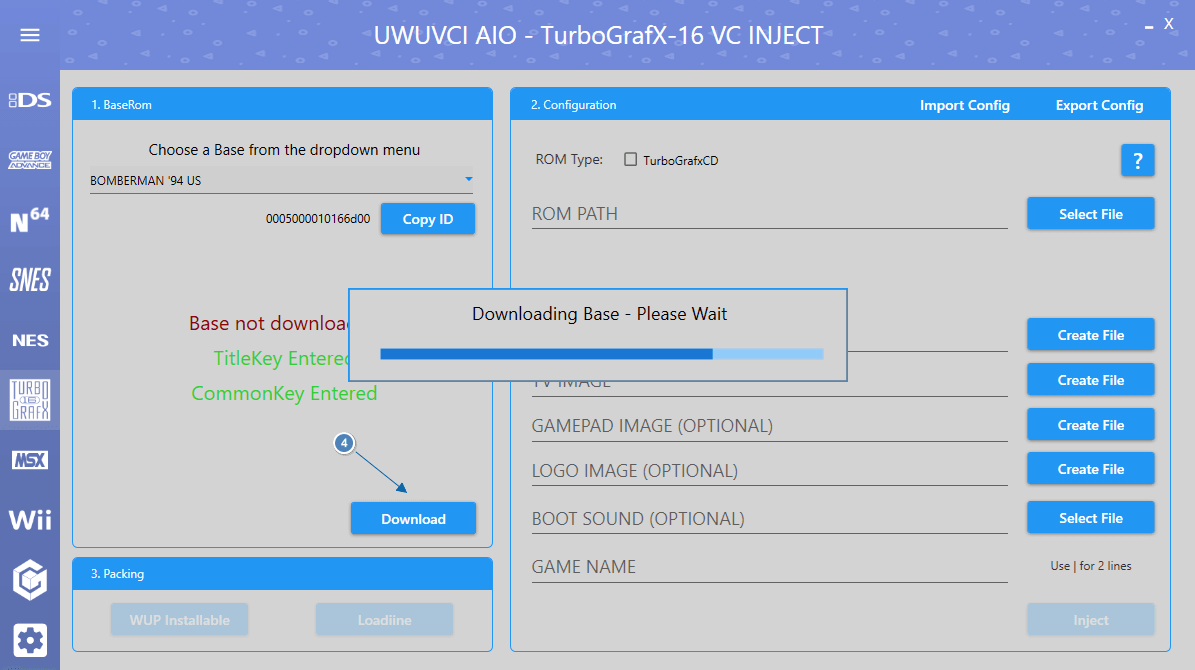 UWUVCI AIO - TurboGrafX-16 VC INJECT
X
DS
GAME BOY
ADVANCE
N64
SNES
NES
TURBO
16
GRAFX
MSX
Wii
1. BaseRom
Choose a Base from the dropdown menu
BOMBERMAN '94 US
0005000010166d00
Copy ID
Base not downloa
TitleKey Entered
CommonKey Entered
4
Download
3. Packing
WUP Installable
Loadiine
Downloading Base - Please Wait
2. Configuration
Import Config
Export Config
ROM Type:
TurboGrafxCD
?
ROM PATH
Select File
Create File
TV IMAGE
Create File
GAMEPAD IMAGE (OPTIONAL)
Create File
LOGO IMAGE (OPTIONAL)
Create File
BOOT SOUND (OPTIONAL)
Select File
GAME NAME
Use | for 2 lines
Inject